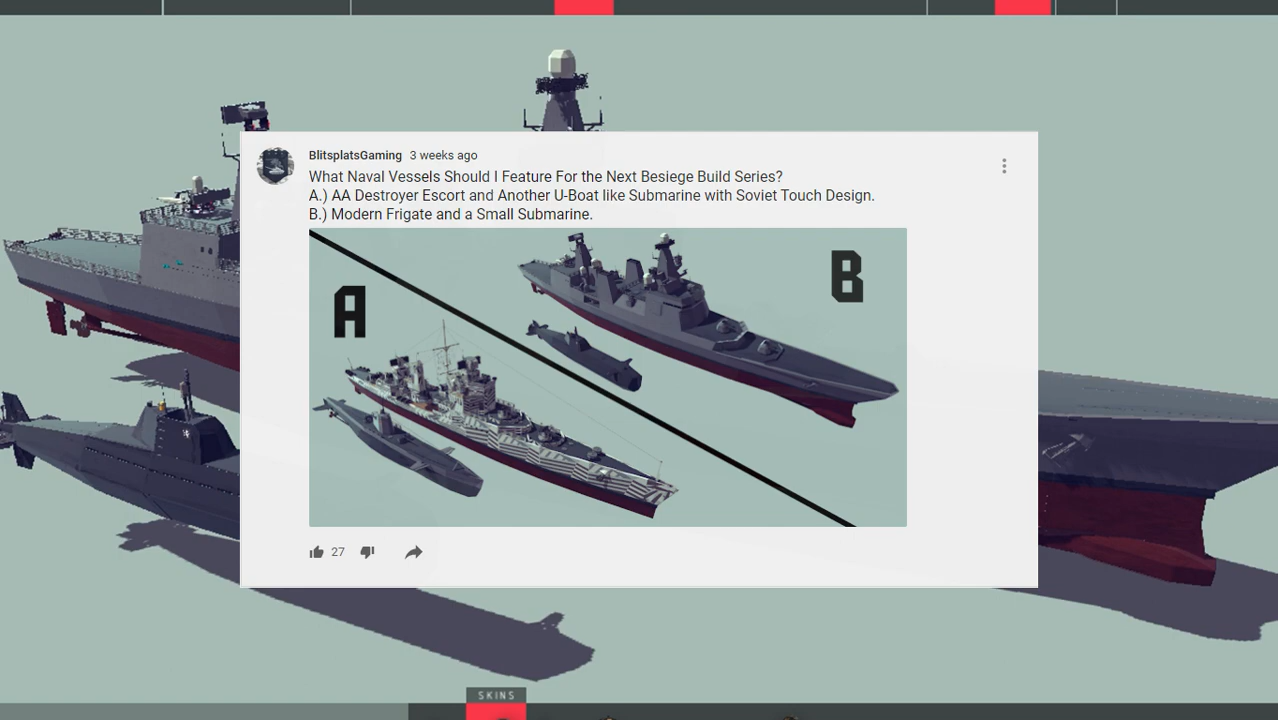 BlitsplatsGaming 3 weeks ago
What Naval Vessels Should I Feature For the Next Besiege Build Series?
A.) AA Destroyer Escort and Another U-Boat like Submarine with Soviet Touch Design.
B.) Modern Frigate and a Small Submarine.
B
A
27
SKINS